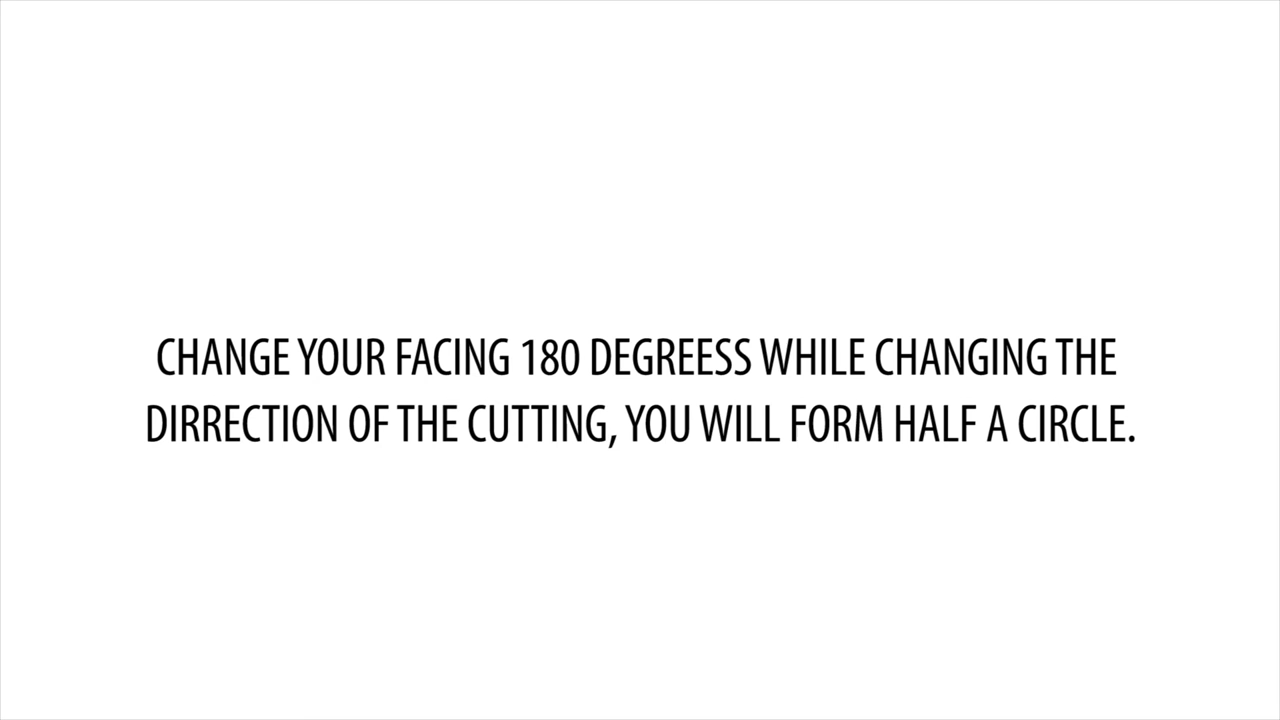 CHANGE YOUR FACING 180 DEGREESS WHILE CHANGING THE
DIRRECTION OF THE CUTTING, YOU WILL FORM HALF A CIRCLE.